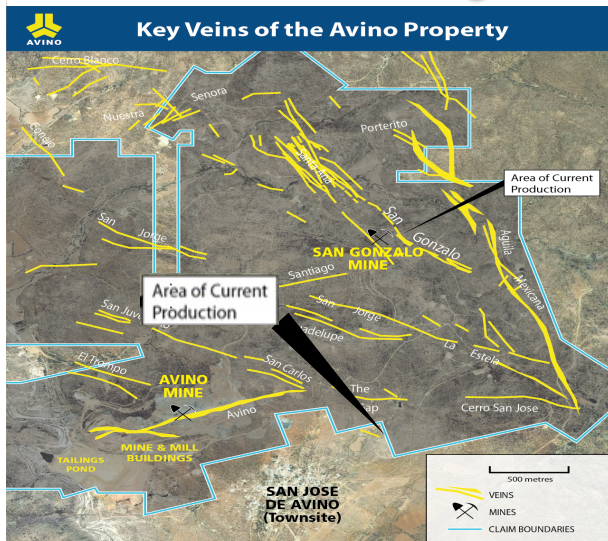 AVINO
Key Veins of the Avino Property
Cerro Blanco
Nuestra
Senora
Conejo
Porterito
Area of Current
Production
San
Gonzalo
SAN GONZALO
MINE
Aguila
Mexicana
San
Jorge
Santiago
Area of Current
Production
San
Jorge
La
Estela
San Carlos
El Trompo
AVINO
MINE
Avino
The
Cerro San Jose
MINE & MILL
BUILDINGS
TAILINGS
POND
SAN JOSE
DE AVINO
(Townsite)
500 metres
VEINS
MINES
CLAIM BOUNDARIES